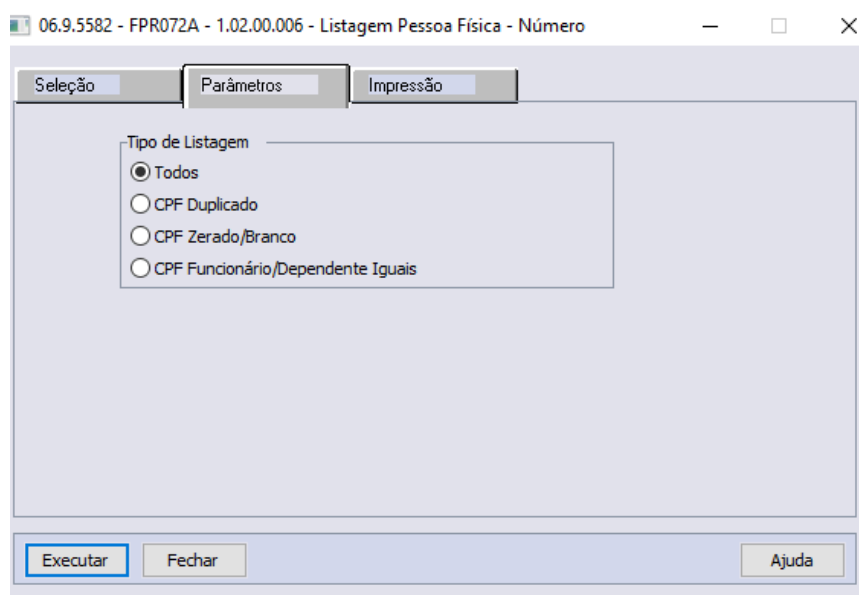 06.9.5582 - FPR072A - 1.02.00.006 - Listagem Pessoa Física - Número
Seleção Parâmetros Impressão
Tipo de Listagem
Todos
CPF Duplicado
CPF Zerado/Branco
CPF Funcionário/Dependente Iguais
Executar Fechar Ajuda